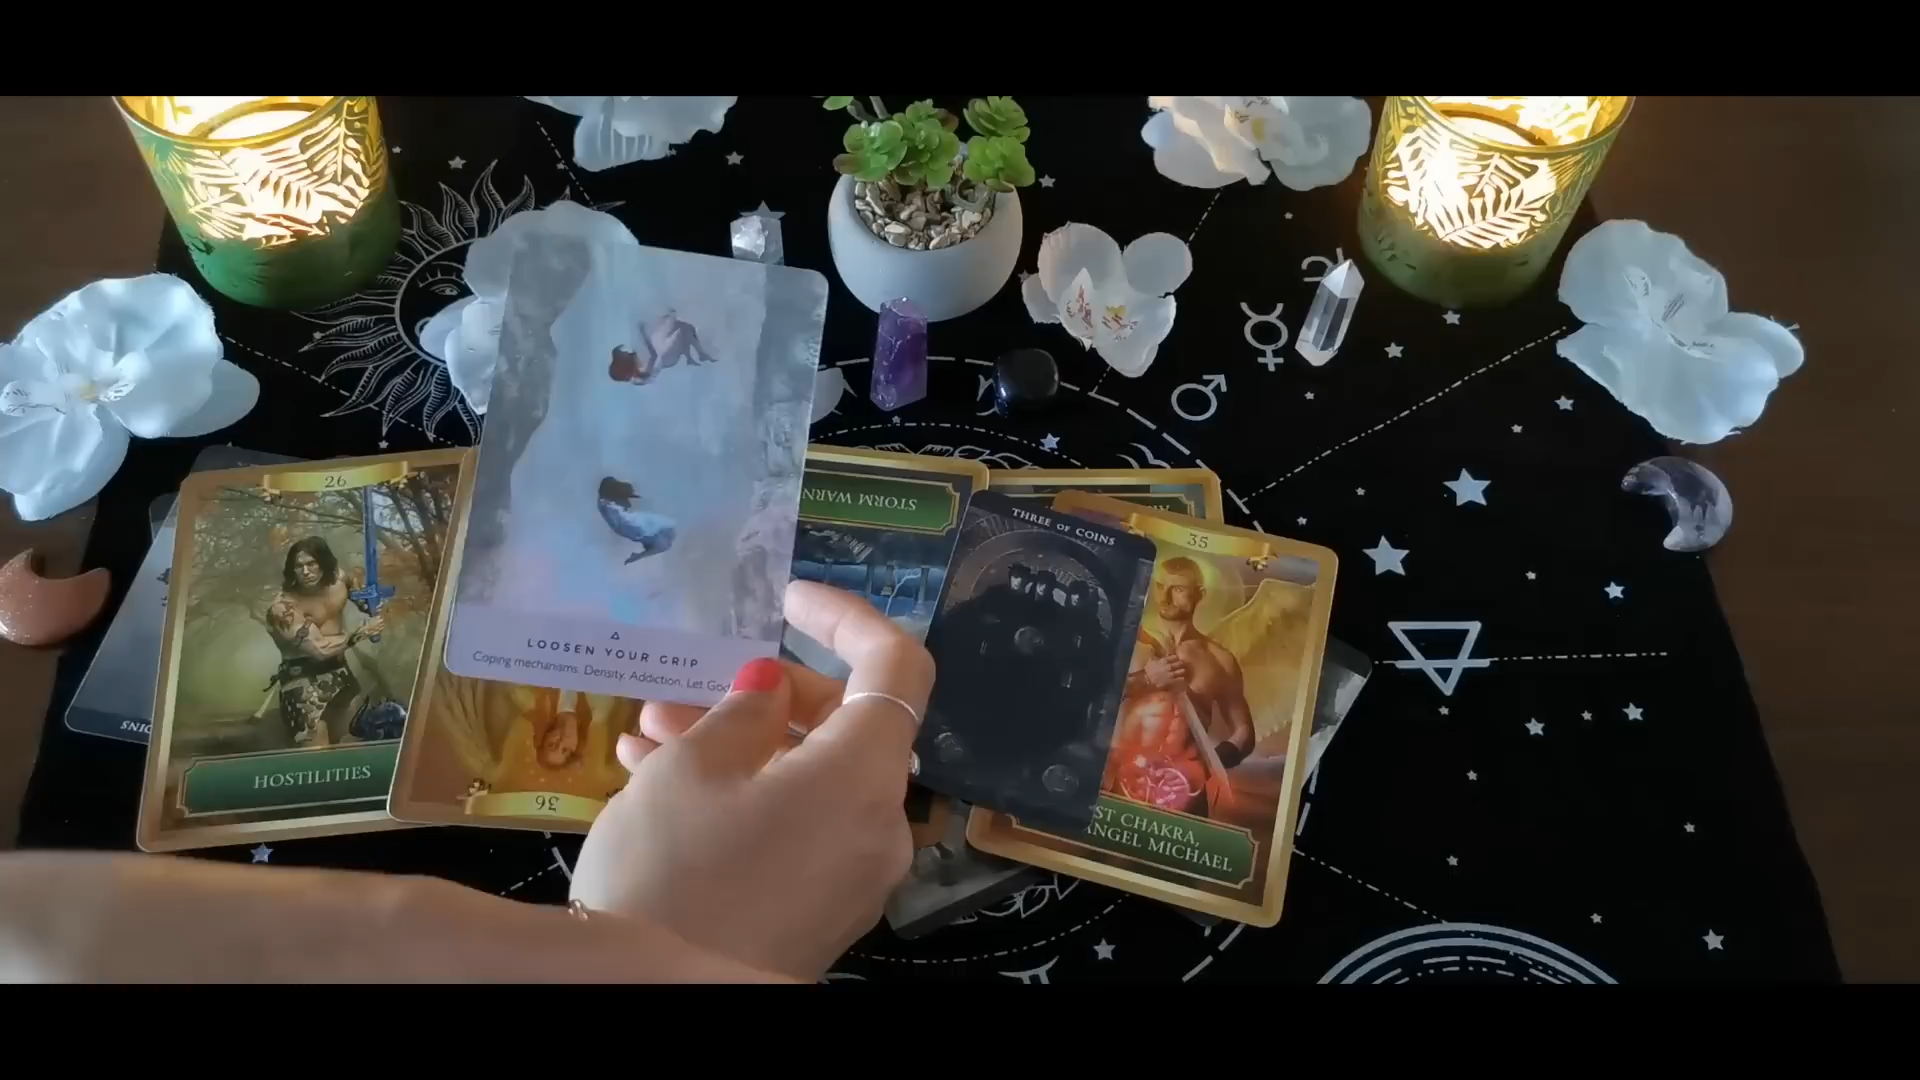 26
HOSTILITIES
LOOSEN YOUR GRIP
Coping mechanisms. Density. Addiction. Let God
36
STORM WARN
THREE OF COINS
35
ST CHAKRA,
ANGEL MICHAEL